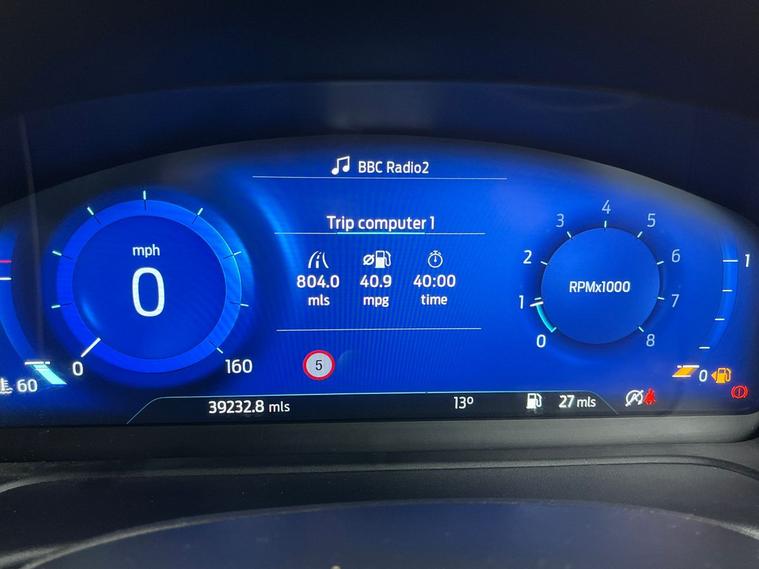 BBC Radio2
Trip computer 1
804.0 40.9 40:00
mls mpg time
mph
0
0 160
5
60
0 1 2 3 4 5 6 7 8
RPMx1000
1
0
39232.8 mls 13° 27 mls